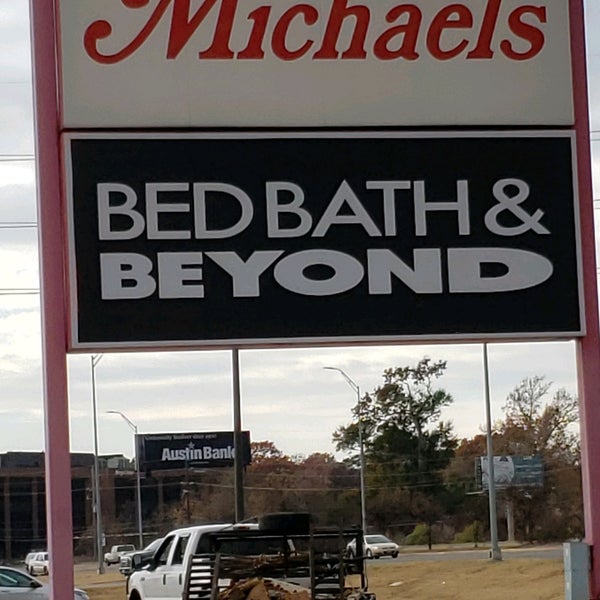 Michaels
BED BATH &
BEYOND
Austin Bank